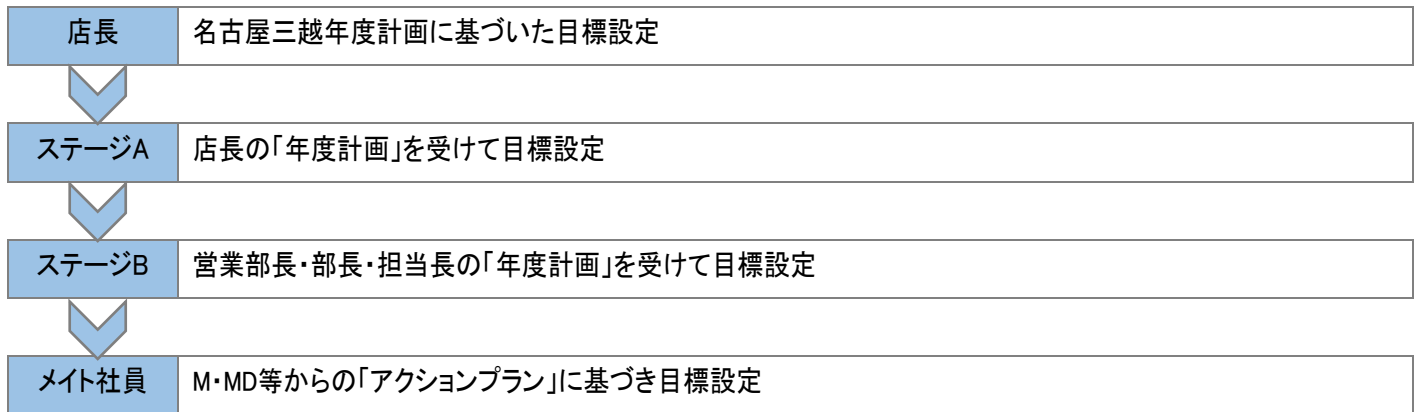 店長 名古屋三越年度計画に基づいた目標設定
ステージA 店長の「年度計画」を受けて目標設定
ステージB 営業部長・部長・担当長の「年度計画」を受けて目標設定
メイト社員 M・MD等からの「アクションプラン」に基づき目標設定